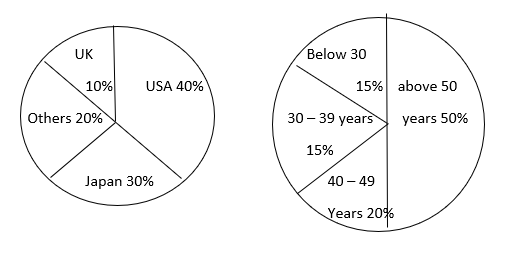 UK
10%
USA 40%
Others 20%
Japan 30%
Below 30
15%
above 50
years 50%
30 – 39 years
15%
40 – 49
Years 20%